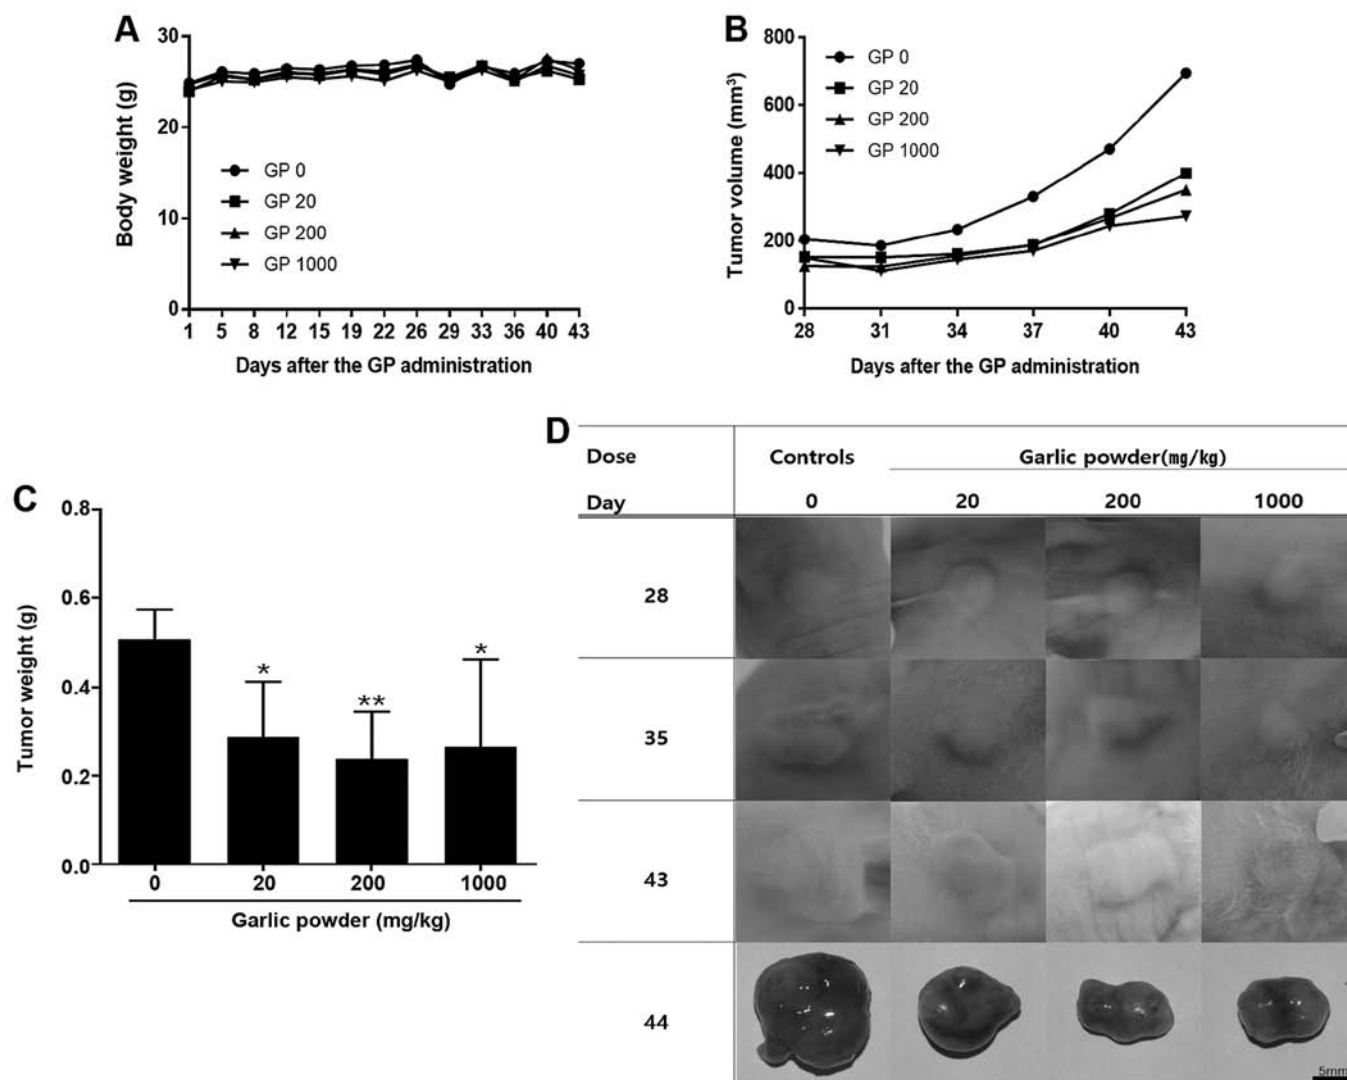 A
Body weight (g)
30
20
10
0
GP 0
GP 20
GP 200
GP 1000
1 5 8 12 15 19 22 26 29 33 36 40 43
Days after the GP administration
B
Tumor volume (mm³)
800
600
400
200
0
GP 0
GP 20
GP 200
GP 1000
28 31 34 37 40 43
Days after the GP administration
C
Tumor weight (g)
0.8
0.6
0.4
0.2
0.0
*
**
*
0 20 200 1000
Garlic powder (mg/kg)
D
Dose Controls Garlic powder(mg/kg)
Day 0 20 200 1000
28
35
43
44
5mm